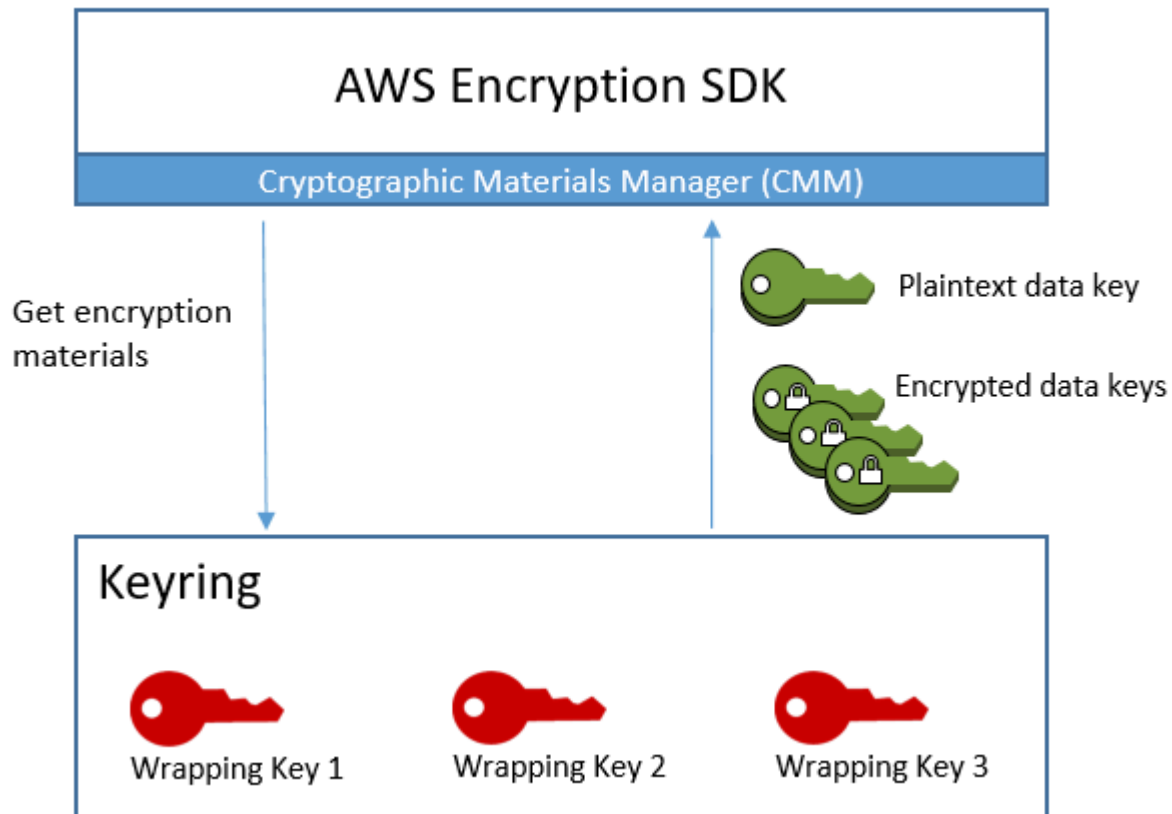 AWS Encryption SDK
Cryptographic Materials Manager (CMM)
Get encryption
materials
Plaintext data key
Encrypted data keys
Keyring
Wrapping Key 1
Wrapping Key 2
Wrapping Key 3